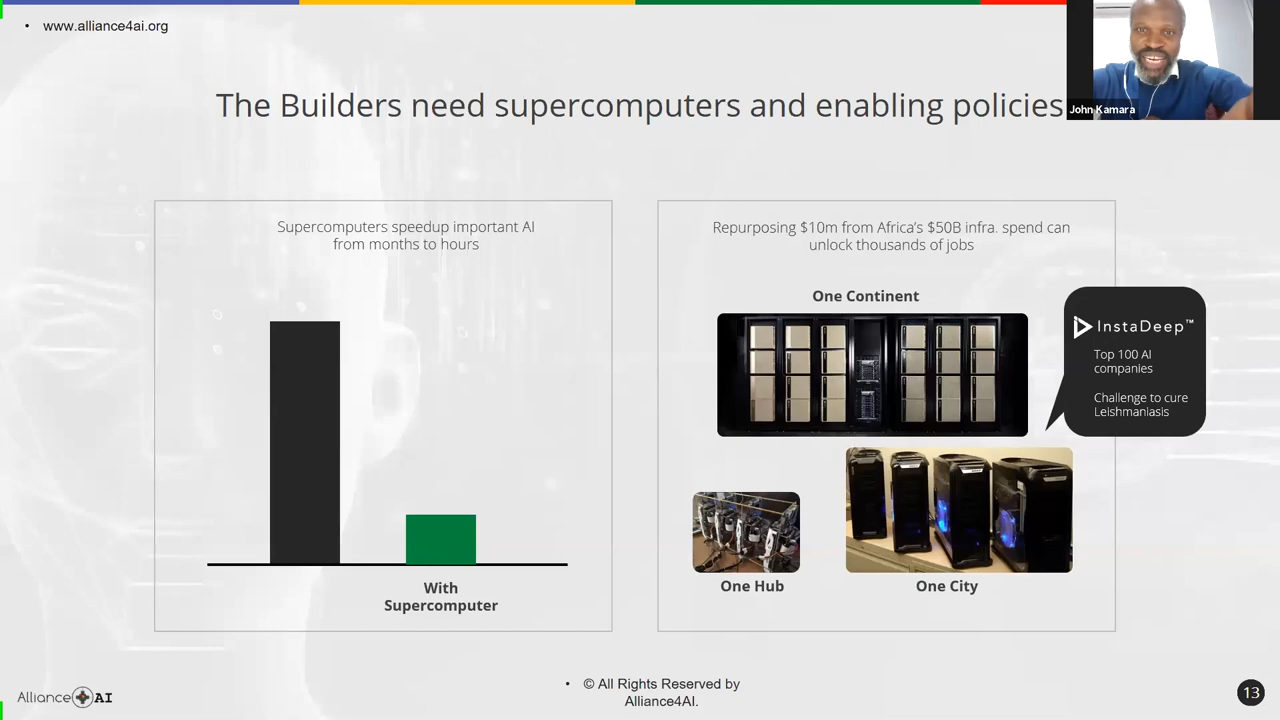 • www.alliance4ai.org
John Kamara
The Builders need supercomputers and enabling policies
Supercomputers speedup important AI
from months to hours
With
Supercomputer
Repurposing $10m from Africa's $50B infra. spend can
unlock thousands of jobs
One Continent
InstaDeep™
Top 100 AI
companies
Challenge to cure
Leishmaniasis
One Hub
One City
Alliance4AI
• © All Rights Reserved by
Alliance4AI.
13